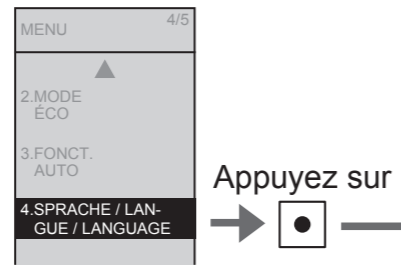 MENU 4/5
2.MODE
ÉCO
3.FONCT.
AUTO
4.SPRACHE / LAN-
GUE / LANGUAGE
Appuyez sur